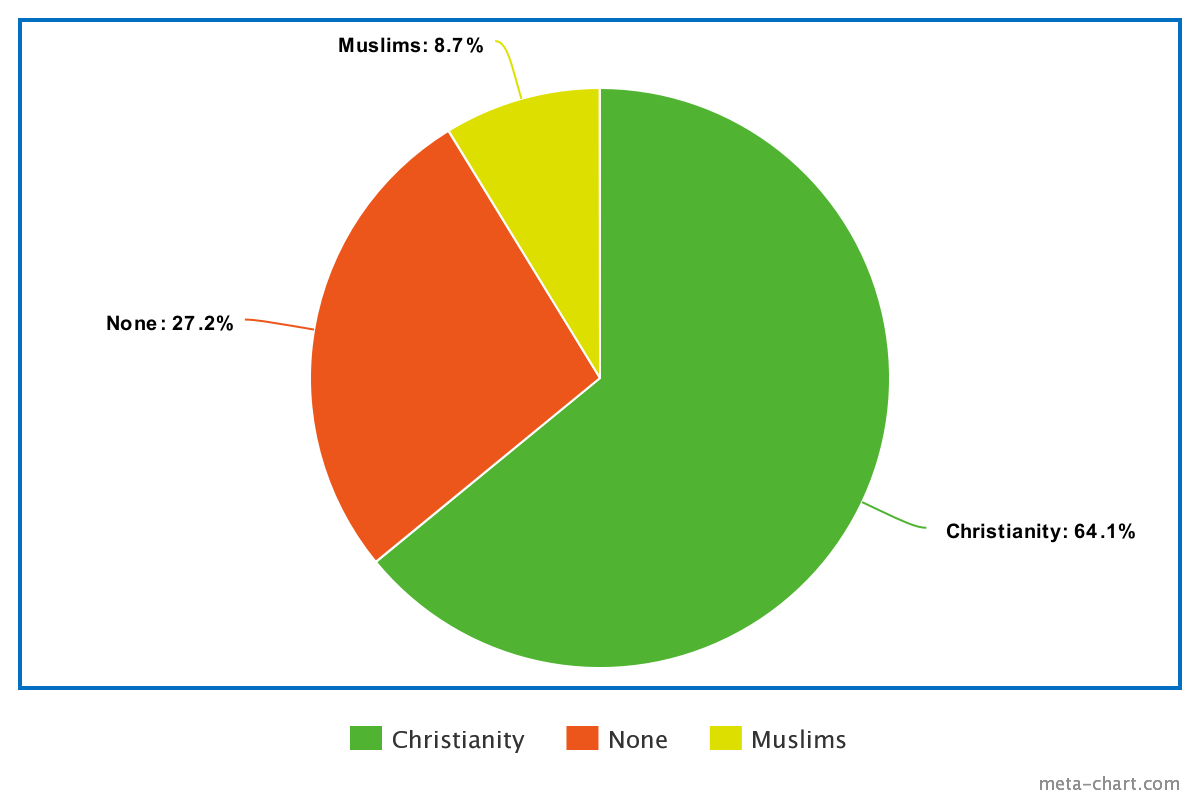 Muslims: 8.7%
None: 27.2%
Christianity: 64.1%
Christianity None Muslims
meta-chart.com